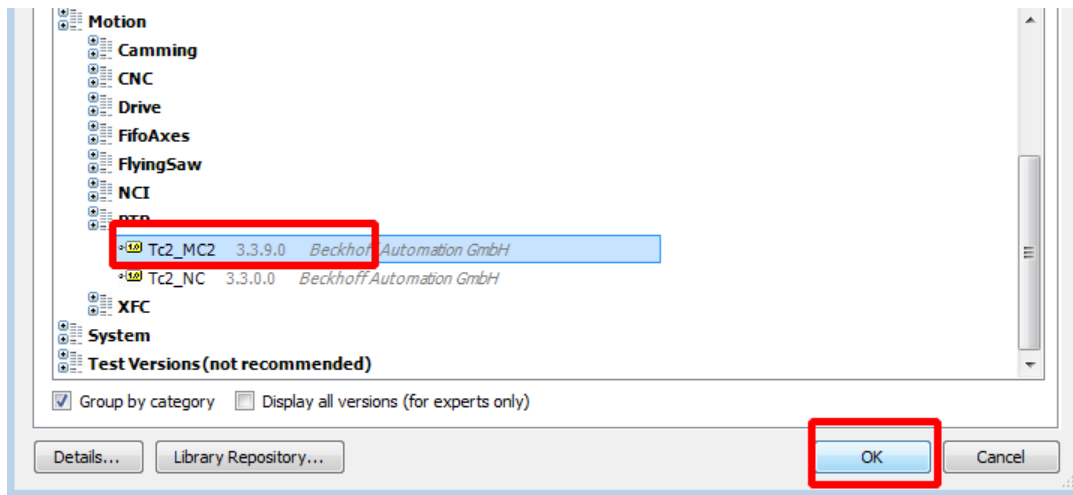 Motion
Camming
CNC
Drive
FifoAxes
FlyingSaw
NCI
PTP
Tc2_MC2 3.3.9.0 Beckhoff Automation GmbH
Tc2_NC 3.3.0.0 Beckhoff Automation GmbH
XFC
System
Test Versions (not recommended)
Group by category Display all versions (for experts only)
Details... Library Repository... OK Cancel